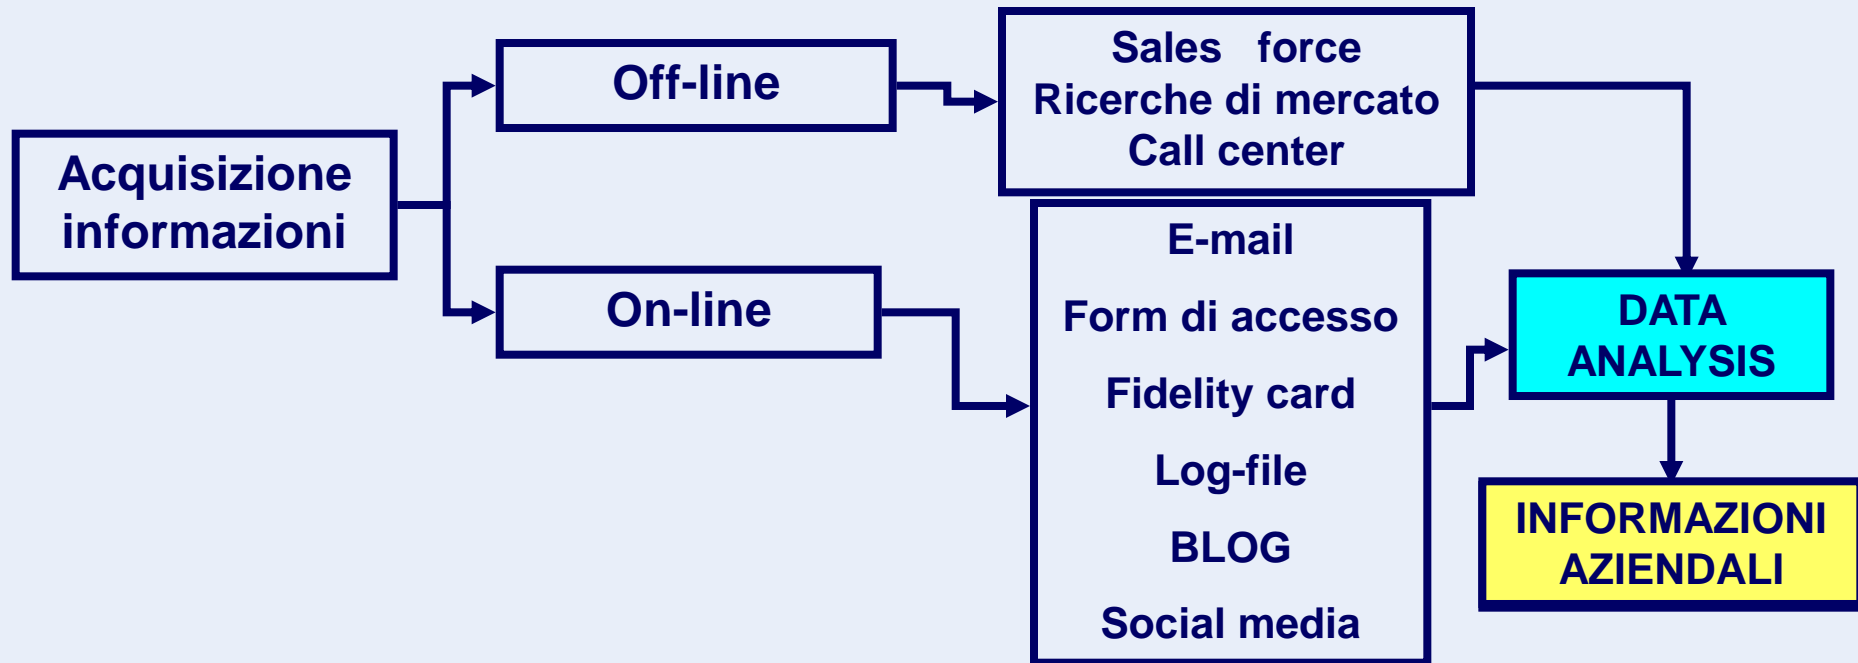 Acquisizione
informazioni
Off-line
On-line
Sales force
Ricerche di mercato
Call center
E-mail
Form di accesso
Fidelity card
Log-file
BLOG
Social media
DATA
ANALYSIS
INFORMAZIONI
AZIENDALI